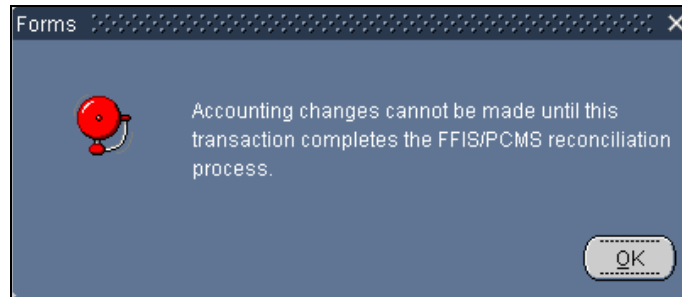 Forms
Accounting changes cannot be made until this
transaction completes the FFIS/PCMS reconciliation
process.
OK